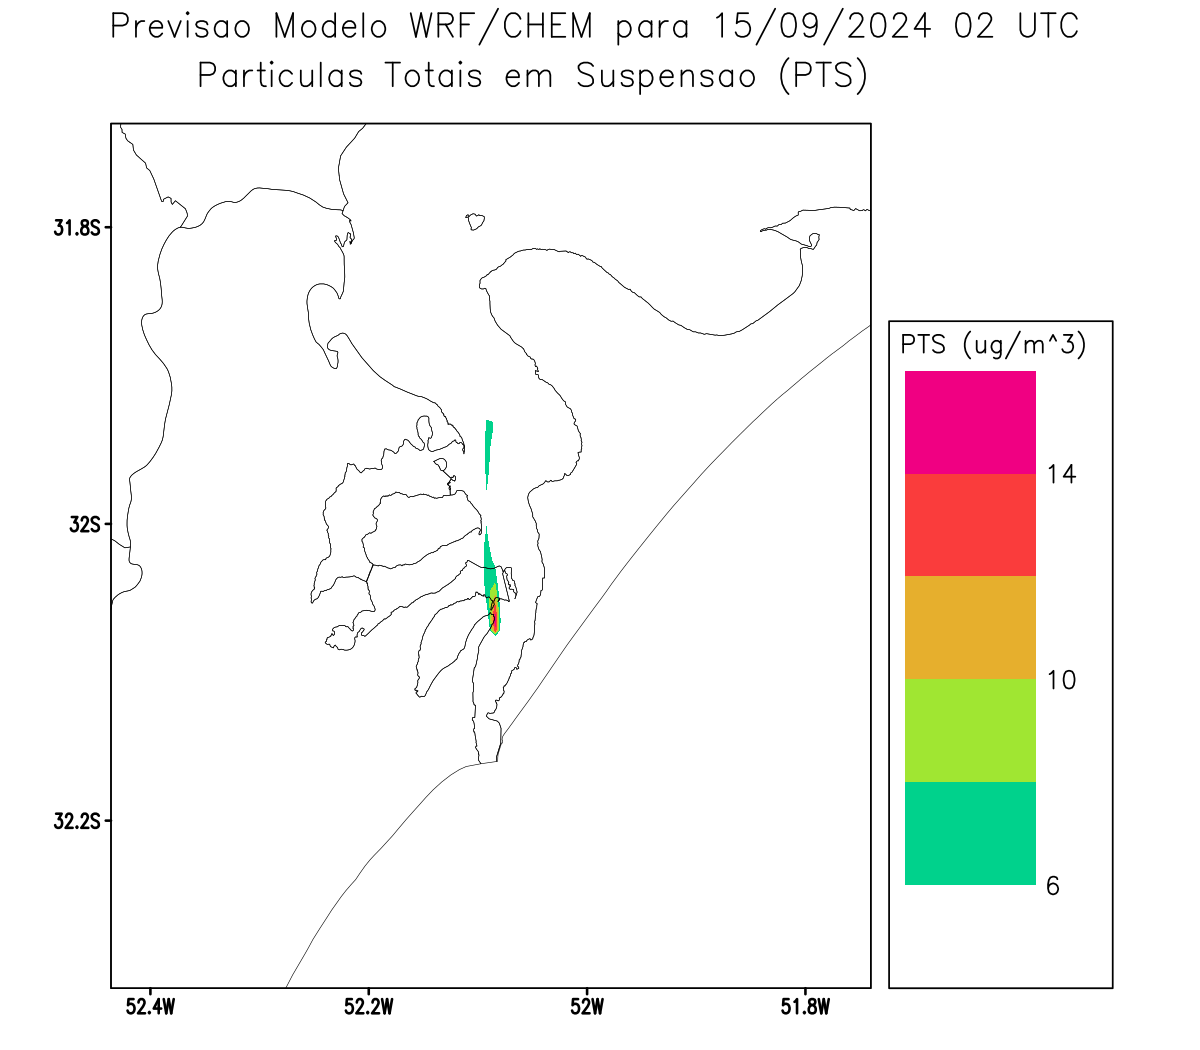 Previsao Modelo WRF/CHEM para 15/09/2024 02 UTC
Particulas Totais em Suspensao (PTS)
31.8S
32S
32.2S
52.4W
52.2W
52W
51.8W
PTS (ug/m^3)
14
10
6